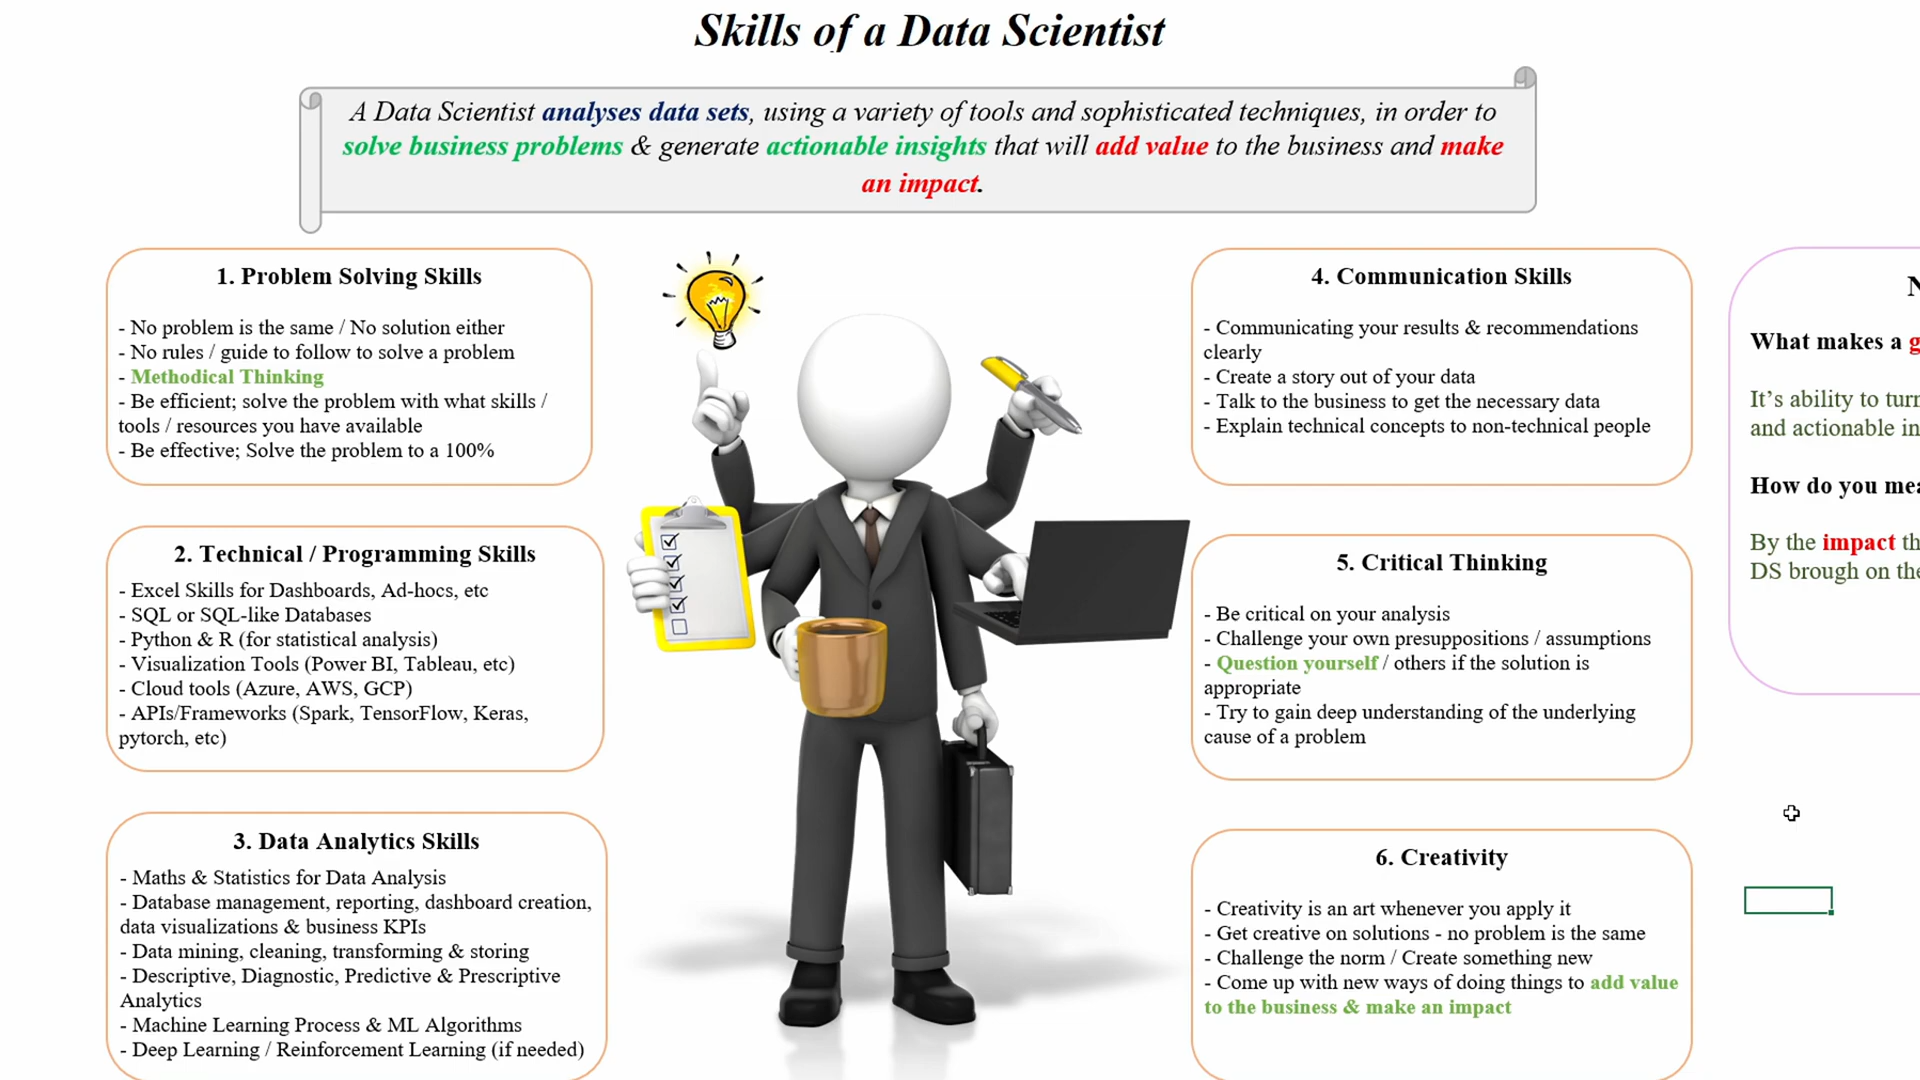 Skills of a Data Scientist
A Data Scientist analyses data sets, using a variety of tools and sophisticated techniques, in order to
solve business problems & generate actionable insights that will add value to the business and make
an impact.
1. Problem Solving Skills
- No problem is the same / No solution either
- No rules / guide to follow to solve a problem
- Methodical Thinking
- Be efficient; solve the problem with what skills /
tools / resources you have available
- Be effective; Solve the problem to a 100%
2. Technical / Programming Skills
- Excel Skills for Dashboards, Ad-hocs, etc
- SQL or SQL-like Databases
- Python & R (for statistical analysis)
- Visualization Tools (Power BI, Tableau, etc)
- Cloud tools (Azure, AWS, GCP)
- APIs/Frameworks (Spark, TensorFlow, Keras,
pytorch, etc)
3. Data Analytics Skills
- Maths & Statistics for Data Analysis
- Database management, reporting, dashboard creation,
data visualizations & business KPIs
- Data mining, cleaning, transforming & storing
- Descriptive, Diagnostic, Predictive & Prescriptive
Analytics
- Machine Learning Process & ML Algorithms
- Deep Learning / Reinforcement Learning (if needed)
4. Communication Skills
- Communicating your results & recommendations
clearly
- Create a story out of your data
- Talk to the business to get the necessary data
- Explain technical concepts to non-technical people
5. Critical Thinking
- Be critical on your analysis
- Challenge your own presuppositions / assumptions
- Question yourself / others if the solution is
appropriate
- Try to gain deep understanding of the underlying
cause of a problem
6. Creativity
- Creativity is an art whenever you apply it
- Get creative on solutions - no problem is the same
- Challenge the norm / Create something new
- Come up with new ways of doing things to add value
to the business & make an impact
What makes a
It's ability to
and actionable
How do you
By the impact
DS brough on